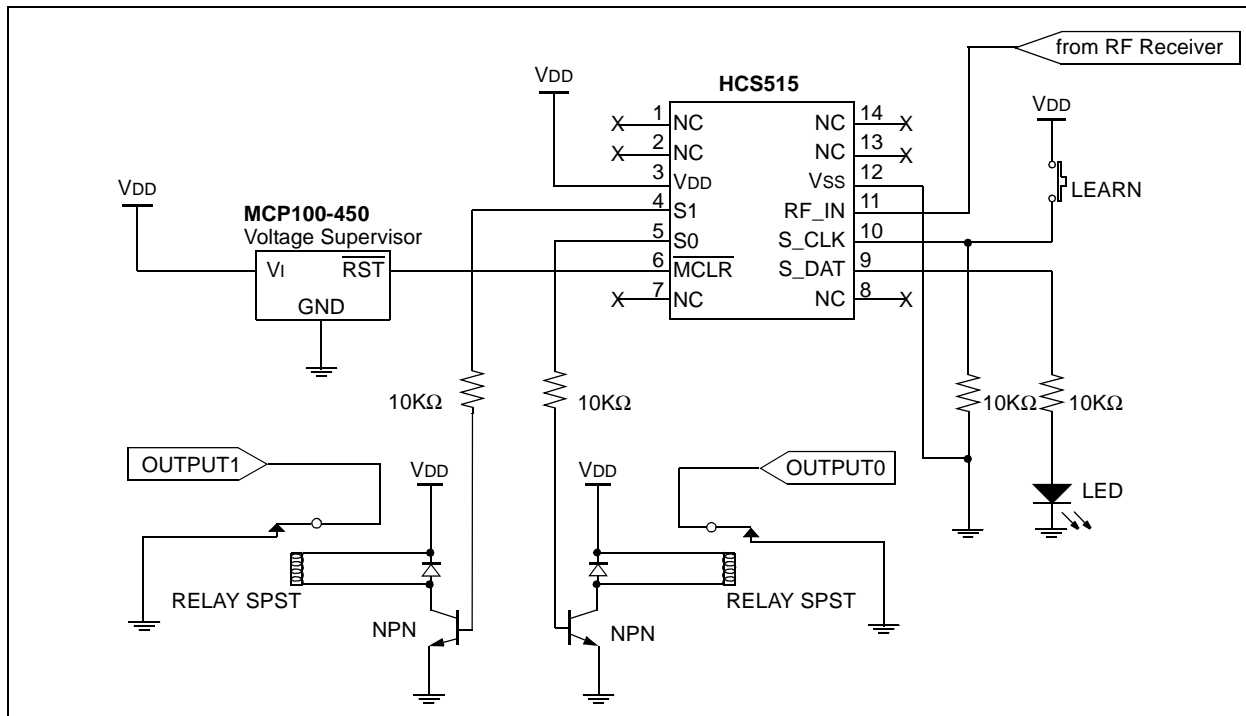 from RF Receiver
HCS515
VDD
VDD
1 NC
NC 14
2 NC
NC 13
3 VDD
VSS 12
LEARN
VDD
4 S1
RF_IN 11
MCP100-450
Voltage Supervisor
5 S0
S_CLK 10
VI
RST
6 MCLR
S_DAT 9
GND
7 NC
NC 8
X
X
X
X
X
X
10KΩ
10KΩ
10KΩ
10KΩ
OUTPUT1
VDD
VDD
OUTPUT0
LED
RELAY SPST
RELAY SPST
NPN
NPN